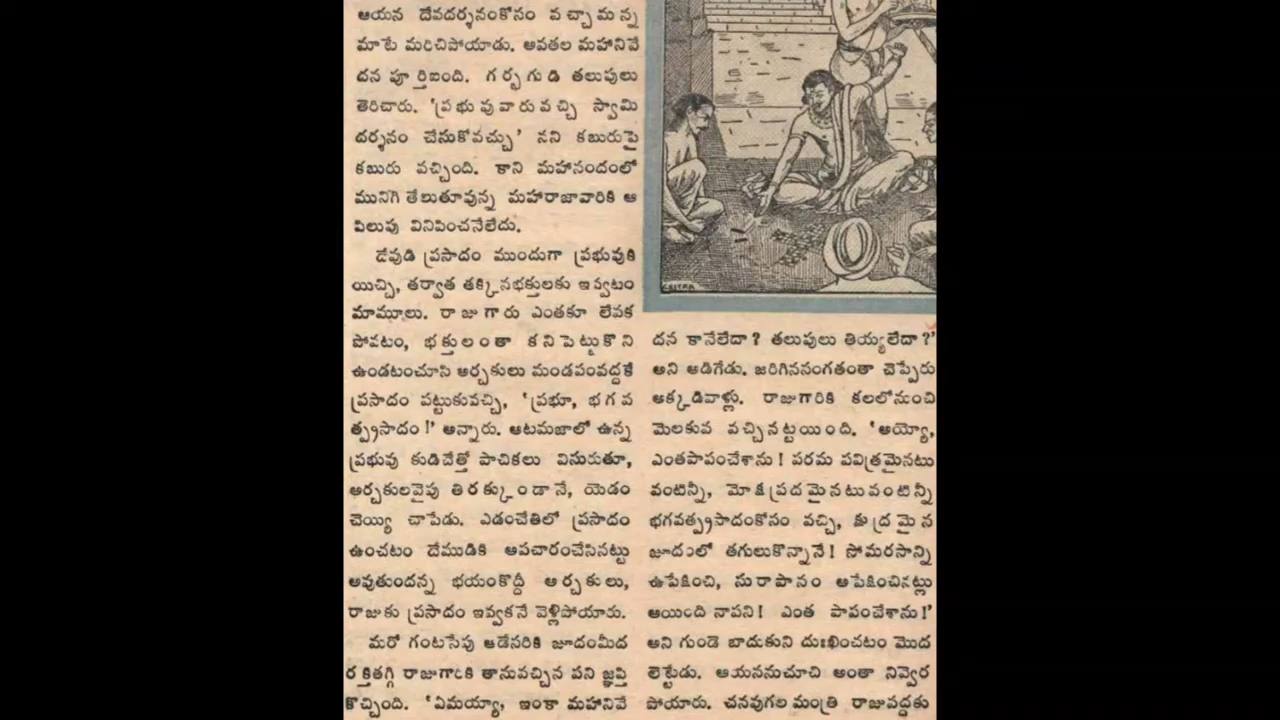 ఆయన దేవదర్శనంకోసం వచ్చామన్న
మాటే మరిచిపోయాడు. అవతల మహానివే
దన పూర్తిఐంది. గర్భగుడి తలుపులు
తెరిచారు. 'ప్రభువువారువచ్చి స్వామి
దర్శనం చేసుకోవచ్చు' నని కబురుపై
కబురు వచ్చింది. కాని మహానందంలో
మునిగి తేలుతూవున్న మహారాజావారికి ఆ
పిలుపు వినిపించనేలేదు.
దేవుడి ప్రసాదం ముందుగా ప్రభువుకి
యిచ్చి, తర్వాత తక్కినభక్తులకు ఇవ్వటం
మామూలు. రాజుగారు ఎంతకూ లేవక
పోవటం, భక్తులంతా కనిపెట్టుకొని
ఉండటంచూసి అర్చకులు మండపంవద్దకే
ప్రసాదం పట్టుకువచ్చి, 'ప్రభూ, భగవ
త్ప్రసాదం!' అన్నారు. ఆటమజాలో ఉన్న
ప్రభువు కుడిచేత్తో పాచికలు విసురుతూ,
అర్చకులవైపు తిరక్కుండానే, యెడం
చెయ్యి చాపేడు. ఎడంచేతిలో ప్రసాదం
ఉంచటం దేముడికి అపచారంచేసినట్టు
అవుతుందన్న భయంకొద్దీ అర్చకులు,
రాజుకు ప్రసాదం ఇవ్వకనే వెళ్లిపోయారు.
మరో గంటసేపు ఆడేసరికి జూదంమీద
రక్తితగ్గి రాజుగారికి తానువచ్చిన పని జ్ఞప్తి
కొచ్చింది. 'ఏమయ్యా, ఇంకా మహానివే
CHITRA
దన కానేలేదా? తలుపులు తియ్యలేదా?'
అని అడిగేడు. జరిగినసంగతంతా చెప్పేరు
అక్కడివాళ్లు. రాజుగారికి కలలోనుంచి
మెలకువ వచ్చినట్టయింది. 'అయ్యో,
ఎంతపాపంచేశాను! పరమ పవిత్రమైనటు
వంటిన్నీ, మోక్షప్రదమైనటువంటిన్నీ
భగవత్ప్రసాదంకోసం వచ్చి, క్షుద్రమైన
జూదంలో తగులుకొన్నానే! సోమరసాన్ని
ఉపేక్షించి, సురాపానం అపేక్షించినట్లు
అయింది నాపని! ఎంత పాపంచేశాను!'
అని గుండె బాదుకుని దుఃఖించటం మొద
లెట్టేడు. ఆయననుచూచి అంతా నివ్వెర
పోయారు. చనవుగల మంత్రి రాజువద్దకు